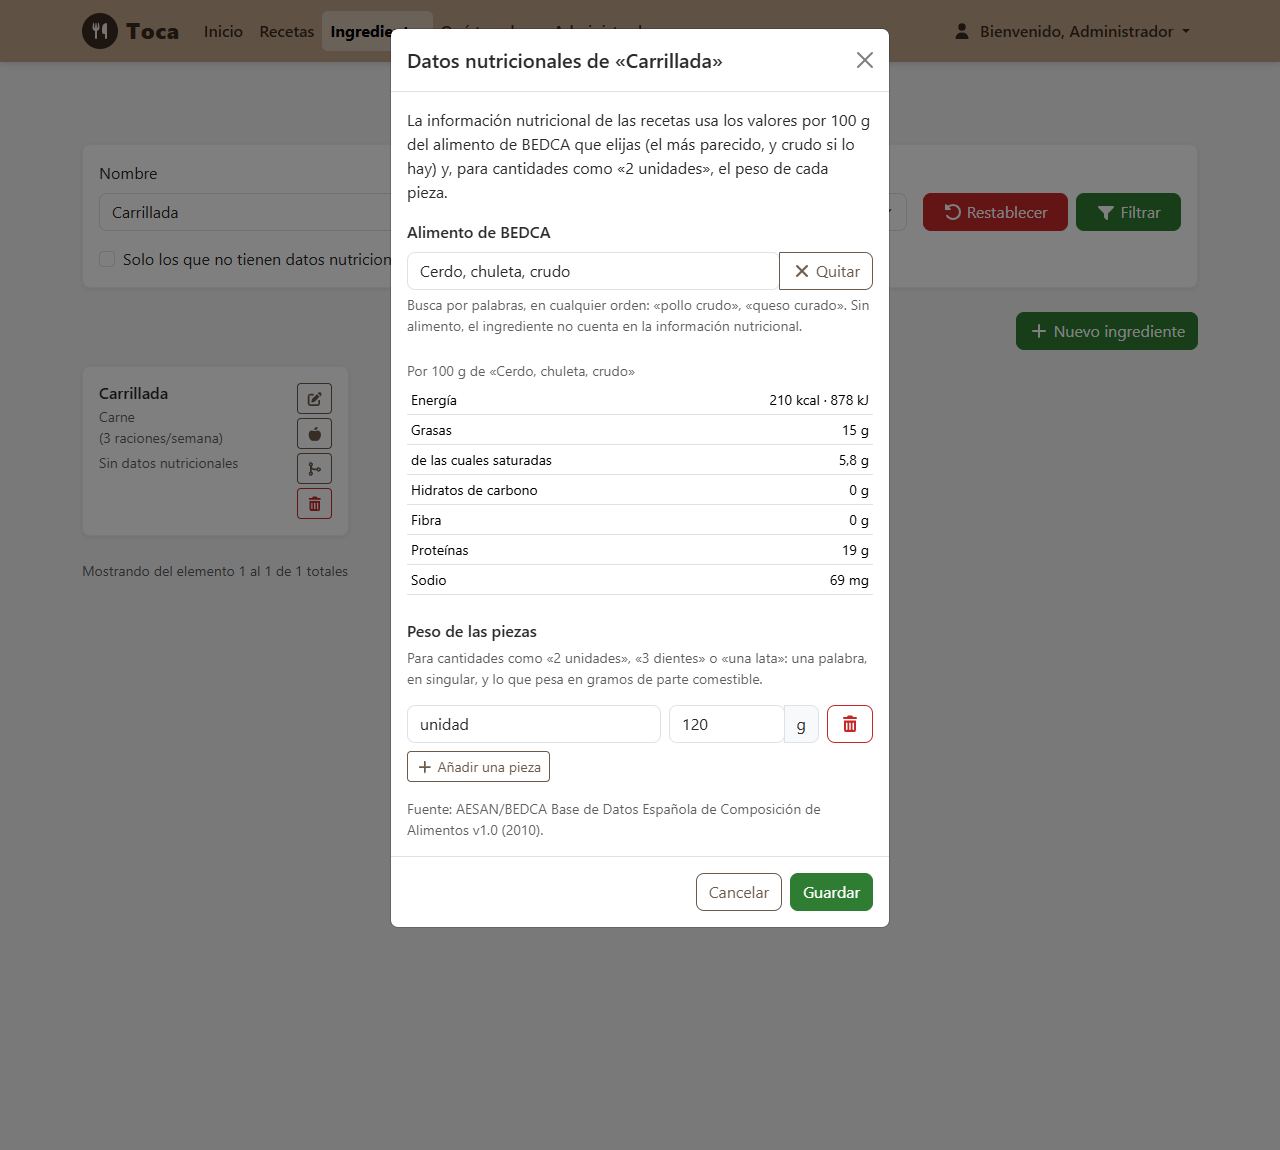 Toca
Inicio
Recetas
Bienvenido, Administrador
Datos nutricionales de «Carrillada»
La información nutricional de las recetas usa los valores por 100 g
del alimento de BEDCA que elijas (el más parecido, y crudo si lo
hay) y, para cantidades como «2 unidades», el peso de cada
pieza.
Nombre
Carrillada
Restablecer
Filtrar
Solo los que no tienen datos nutricion
Nuevo ingrediente
Carrillada
Carne
(3 raciones/semana)
Sin datos nutricionales
Mostrando del elemento 1 al 1 de 1 totales
Alimento de BEDCA
Cerdo, chuleta, crudo
Quitar
Busca por palabras, en cualquier orden: «pollo crudo», «queso curado». Sin
alimento, el ingrediente no cuenta en la información nutricional.
Por 100 g de «Cerdo, chuleta, crudo»
Energía 210 kcal · 878 kJ
Grasas 15 g
de las cuales saturadas 5,8 g
Hidratos de carbono 0 g
Fibra 0 g
Proteínas 19 g
Sodio 69 mg
Peso de las piezas
Para cantidades como «2 unidades», «3 dientes» o «una lata»: una palabra,
en singular, y lo que pesa en gramos de parte comestible.
unidad 120 g
Añadir una pieza
Fuente: AESAN/BEDCA Base de Datos Española de Composición de
Alimentos v1.0 (2010).
Cancelar
Guardar